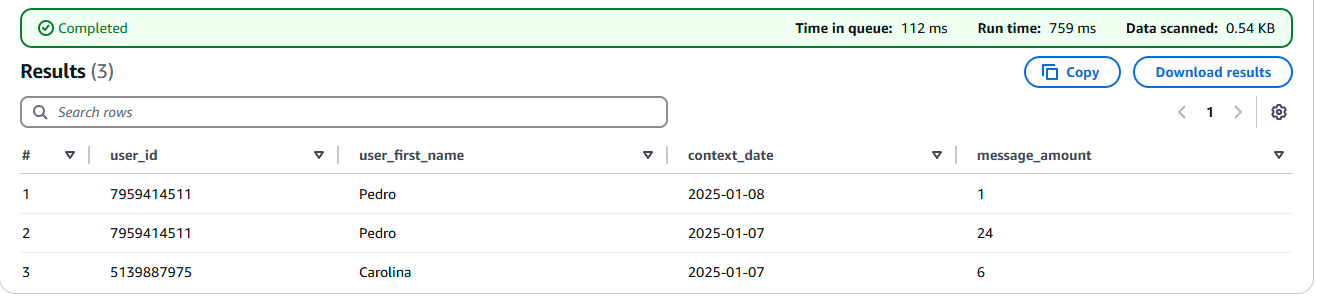 Completed Time in queue: 112 ms Run time: 759 ms Data scanned: 0.54 KB
Results (3) Copy Download results
Search rows 1
# user_id user_first_name context_date message_amount
1 7959414511 Pedro 2025-01-08 1
2 7959414511 Pedro 2025-01-07 24
3 5139887975 Carolina 2025-01-07 6